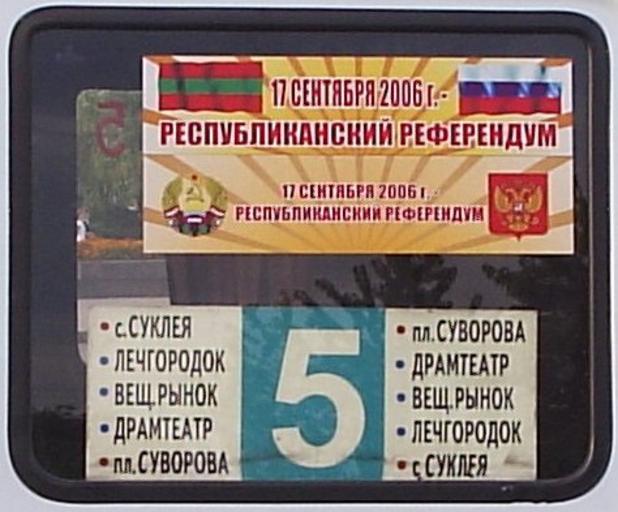 17 СЕНТЯБРЯ 2006 г. -
РЕСПУБЛИКАНСКИЙ РЕФЕРЕНДУМ
17 СЕНТЯБРЯ 2006 г. -
РЕСПУБЛИКАНСКИЙ РЕФЕРЕНДУМ
• с.СУКЛЕЯ
• ЛЕЧГОРОДОК
• ВЕЩ.РЫНОК
• ДРАМТЕАТР
• пл.СУВОРОВА
5
• пл.СУВОРОВА
• ДРАМТЕАТР
• ВЕЩ.РЫНОК
• ЛЕЧГОРОДОК
• с.СУКЛЕЯ